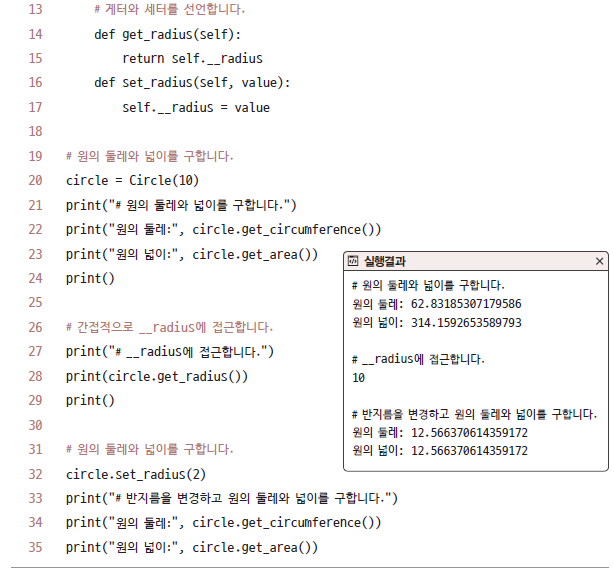 13 # 게터와 세터를 선언합니다.
14 def get_radius(self):
15 return self.__radius
16 def set_radius(self, value):
17 self.__radius = value
18
19 # 원의 둘레와 넓이를 구합니다.
20 circle = Circle(10)
21 print("# 원의 둘레와 넓이를 구합니다.")
22 print("원의 둘레:", circle.get_circumference())
23 print("원의 넓이:", circle.get_area())
24 print()
25
26 # 간접적으로 __radius에 접근합니다.
27 print("# __radius에 접근합니다.")
28 print(circle.get_radius())
29 print()
30
31 # 원의 둘레와 넓이를 구합니다.
32 circle.set_radius(2)
33 print("# 반지름을 변경하고 원의 둘레와 넓이를 구합니다.")
34 print("원의 둘레:", circle.get_circumference())
35 print("원의 넓이:", circle.get_area())
실행결과
# 원의 둘레와 넓이를 구합니다.
원의 둘레: 62.83185307179586
원의 넓이: 314.1592653589793
# __radius에 접근합니다.
10
# 반지름을 변경하고 원의 둘레와 넓이를 구합니다.
원의 둘레: 12.566370614359172
원의 넓이: 12.566370614359172